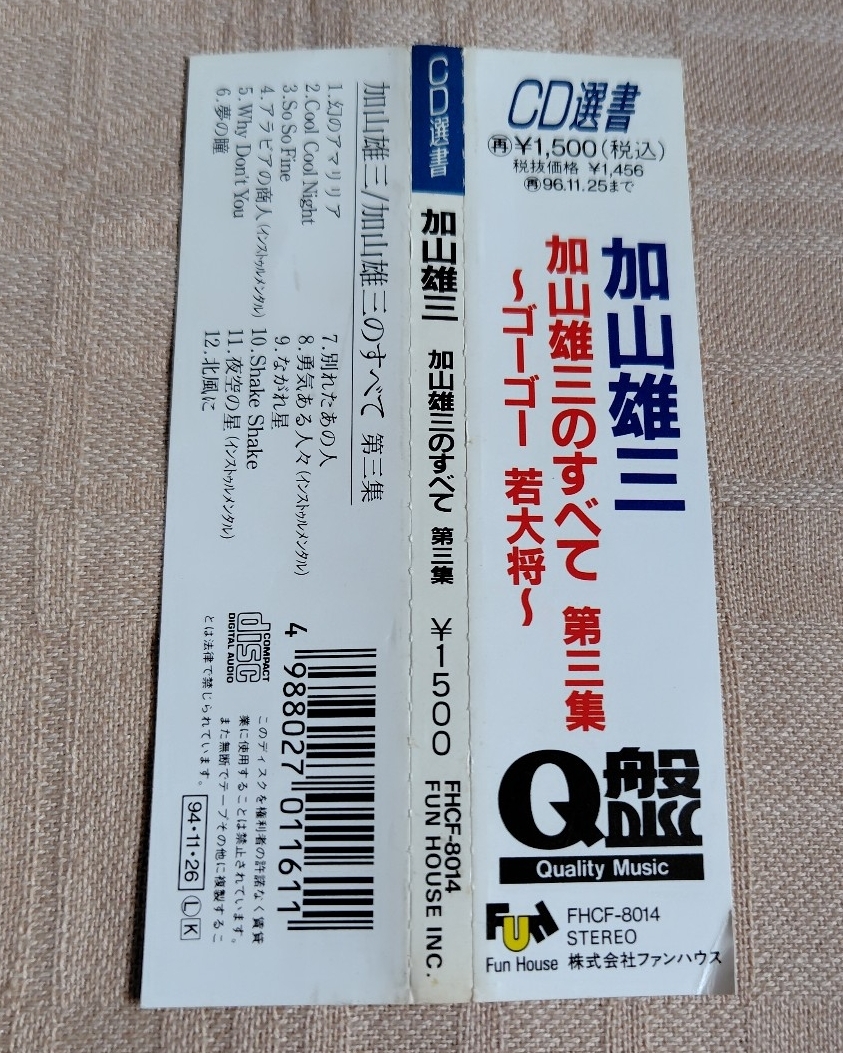 CD選書
再¥1,500(税込)
税抜価格 ¥1,456
再96.11.25まで
加山雄三
加山雄三のすべて 第三集
～ゴーゴー 若大将～
Q盤
DISC
Quality Music
Fun House
FHCF-8014
STEREO
株式会社ファンハウス
CD選書
加山雄三 加山雄三のすべて 第三集 ¥1500
FHCF-8014
FUN HOUSE INC.
加山雄三/加山雄三のすべて 第三集
1.幻のアマリリア
2.Cool Cool Night
3.So So Fine
4.アラビアの商人(インストゥルメンタル)
5.Why Don't You
6.夢の瞳
7.別れたあの人
8.勇気ある人々(インストゥルメンタル)
9.ながれ星
10.Shake Shake
11.夜空の星(インストゥルメンタル)
12.北風に
4 988027 011611
COMPACT
disc
DIGITAL AUDIO
このディスクを権利者の許諾なく賃貸
業に使用することは禁止されています。
また無断でテープその他に複製するこ
とは法律で禁じられています。
94・11・26 Ⓛ K